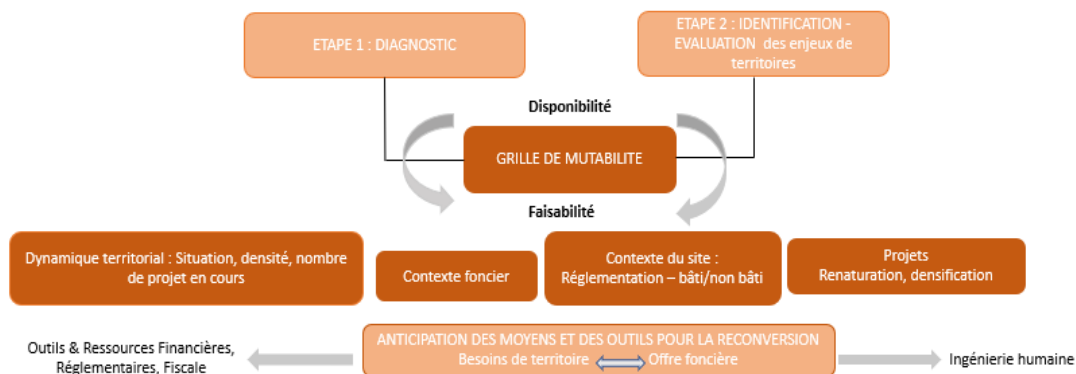 ETAPE 1 : DIAGNOSTIC
ETAPE 2 : IDENTIFICATION -
EVALUATION des enjeux de
territoires
Disponibilité
GRILLE DE MUTABILITE
Faisabilité
Dynamique territorial : Situation, densité, nombre
de projet en cours
Contexte foncier
Contexte du site :
Réglementation – bâti/non bâti
Projets
Renaturation, densification
ANTICIPATION DES MOYENS ET DES OUTILS POUR LA RECONVERSION
Besoins de territoire Offre foncière
Outils & Ressources Financières,
Réglementaires, Fiscale
Ingénierie humaine